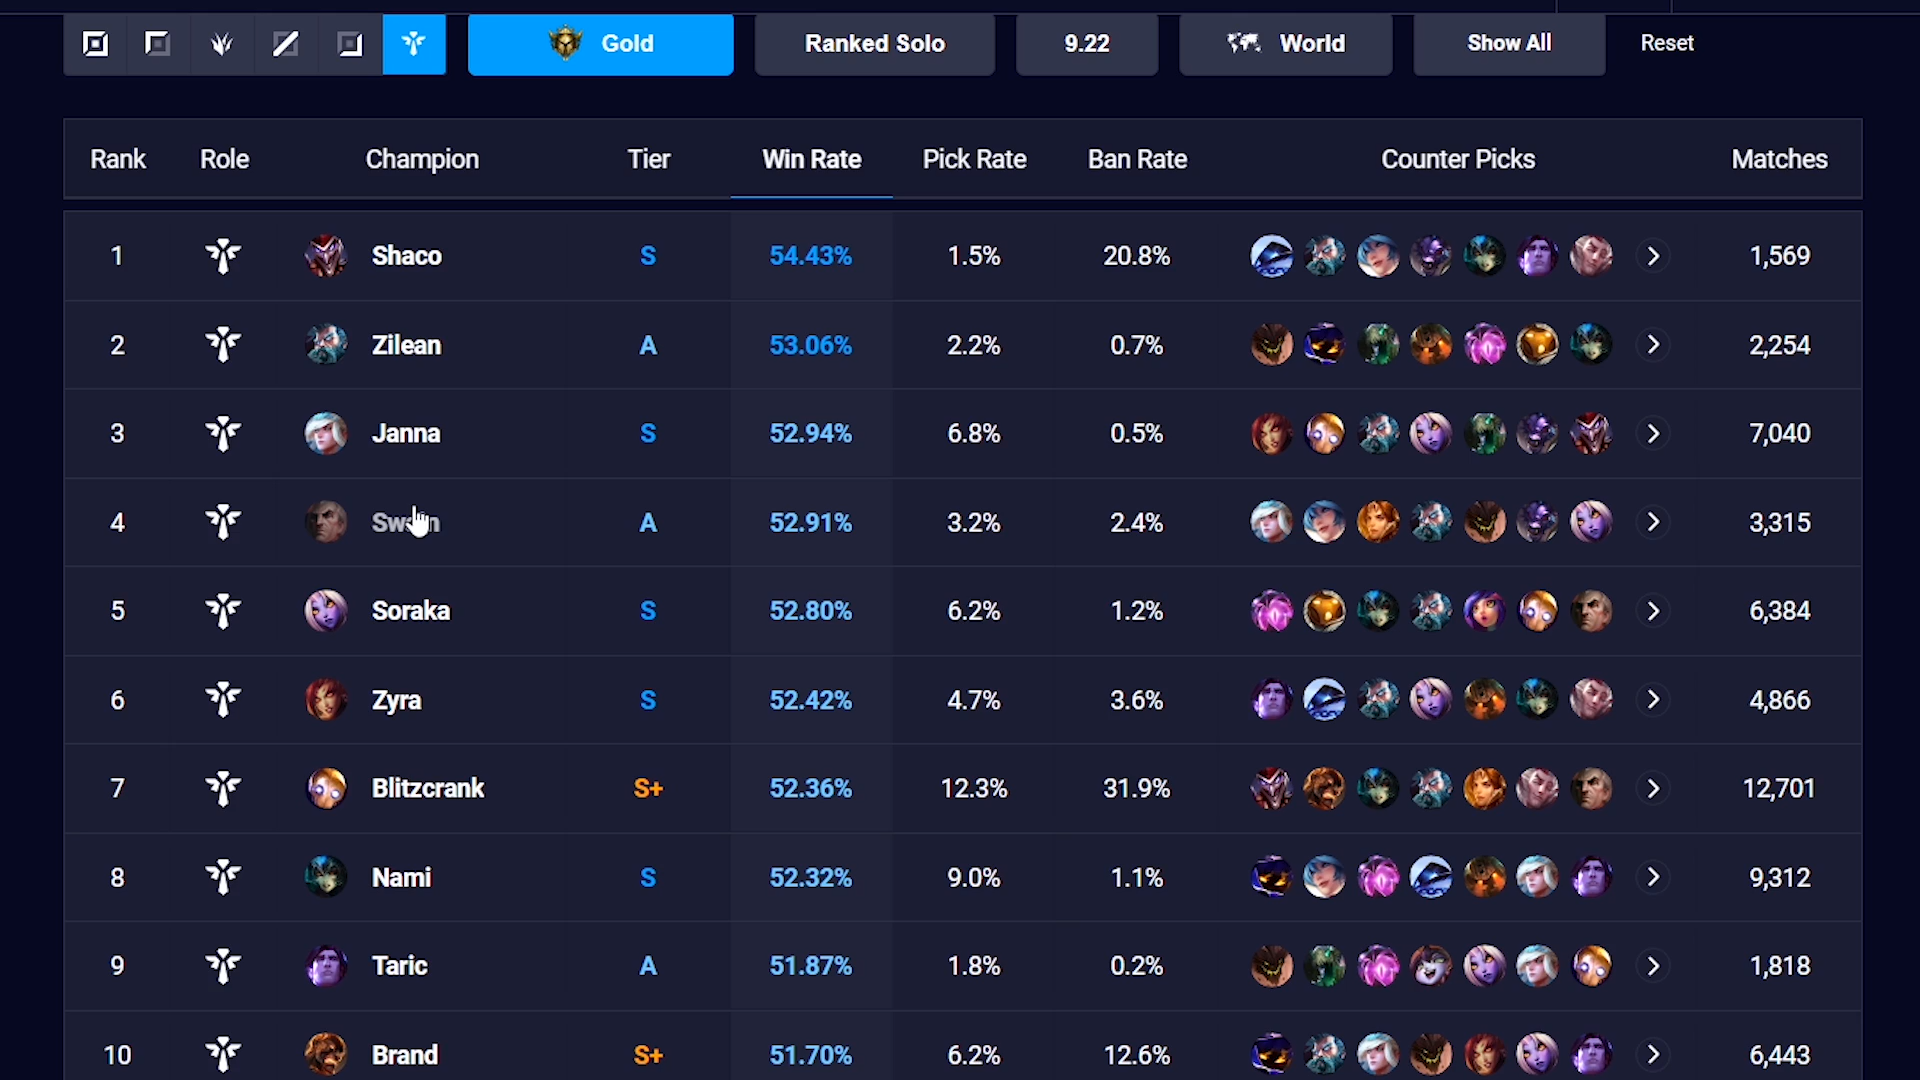 Gold Ranked Solo 9.22 World Show All Reset
Rank Role Champion Tier Win Rate Pick Rate Ban Rate Counter Picks Matches
1 Shaco S 54.43% 1.5% 20.8% 1,569
2 Zilean A 53.06% 2.2% 0.7% 2,254
3 Janna S 52.94% 6.8% 0.5% 7,040
4 A 52.91% 3.2% 2.4% 3,315
5 Soraka S 52.80% 6.2% 1.2% 6,384
6 Zyra S 52.42% 4.7% 3.6% 4,866
7 Blitzcrank S+ 52.36% 12.3% 31.9% 12,701
8 Nami S 52.32% 9.0% 1.1% 9,312
9 Taric A 51.87% 1.8% 0.2% 1,818
10 Brand S+ 51.70% 6.2% 12.6% 6,443